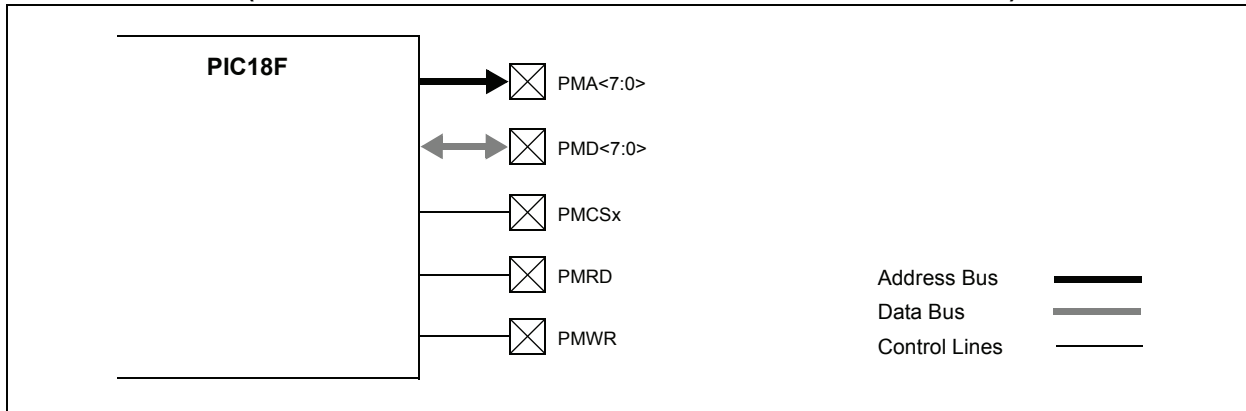 PIC18F
PMA<7:0>
PMD<7:0>
PMCSx
PMRD
PMWR
Address Bus
Data Bus
Control Lines